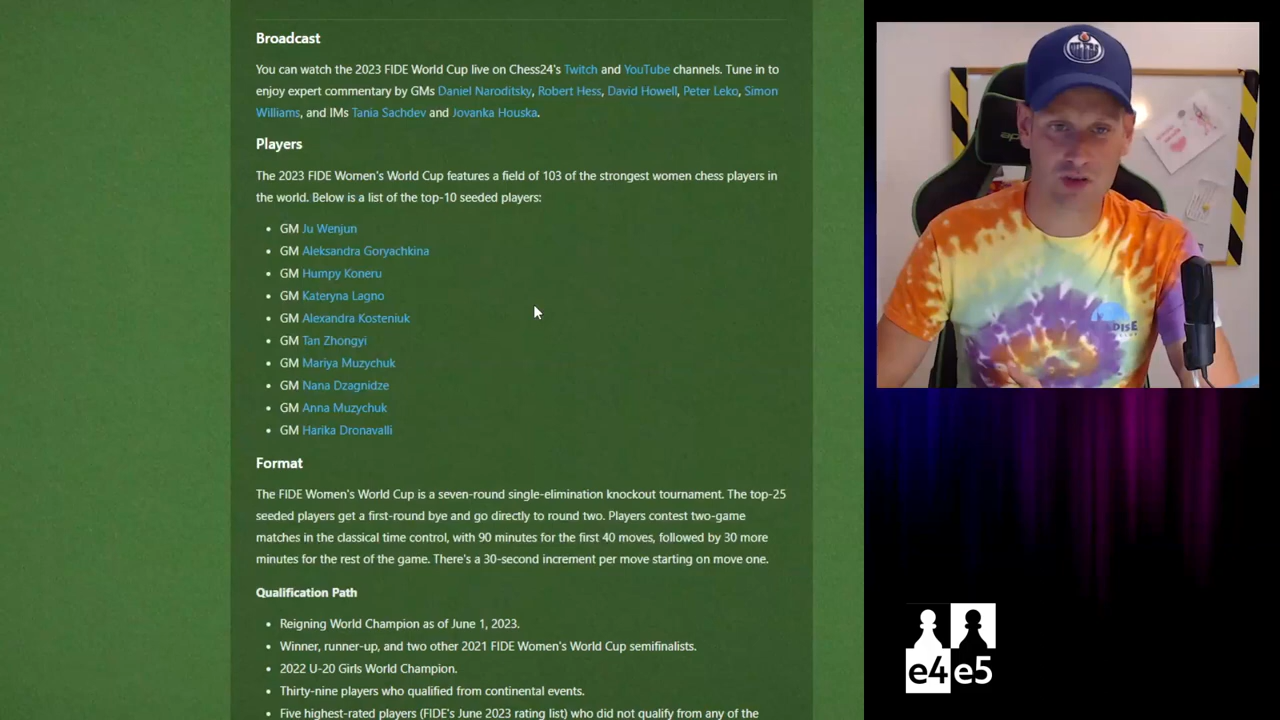 Broadcast
You can watch the 2023 FIDE World Cup live on Chess24's Twitch and YouTube channels. Tune in to
enjoy expert commentary by GMs Daniel Naroditsky, Robert Hess, David Howell, Peter Leko, Simon
Williams, and IMs Tania Sachdev and Jovanka Houska.
Players
The 2023 FIDE Women's World Cup features a field of 103 of the strongest women chess players in
the world. Below is a list of the top-10 seeded players:
• GM Ju Wenjun
• GM Aleksandra Goryachkina
• GM Humpy Koneru
• GM Kateryna Lagno
• GM Alexandra Kosteniuk
• GM Tan Zhongyi
• GM Mariya Muzychuk
• GM Nana Dzagnidze
• GM Anna Muzychuk
• GM Harika Dronavalli
Format
The FIDE Women's World Cup is a seven-round single-elimination knockout tournament. The top-25
seeded players get a first-round bye and go directly to round two. Players contest two-game
matches in the classical time control, with 90 minutes for the first 40 moves, followed by 30 more
minutes for the rest of the game. There's a 30-second increment per move starting on move one.
Qualification Path
• Reigning World Champion as of June 1, 2023.
• Winner, runner-up, and two other 2021 FIDE Women's World Cup semifinalists.
• 2022 U-20 Girls World Champion.
• Thirty-nine players who qualified from continental events.
• Five highest-rated players (FIDE's June 2023 rating list) who did not qualify from any of the
OILERS
e4 e5